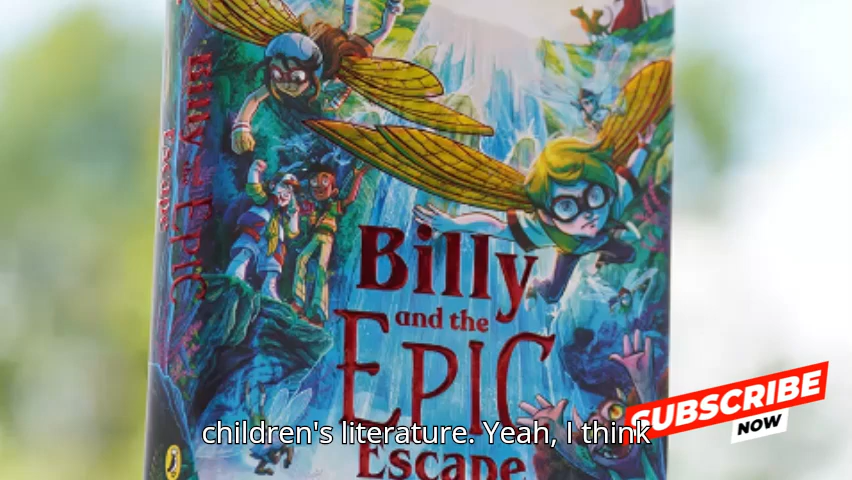 Billy and the EPIC
Escape
Billy
and the
EPIC
Escape
children's literature. Yeah, I think
SUBSCRIBE
NOW